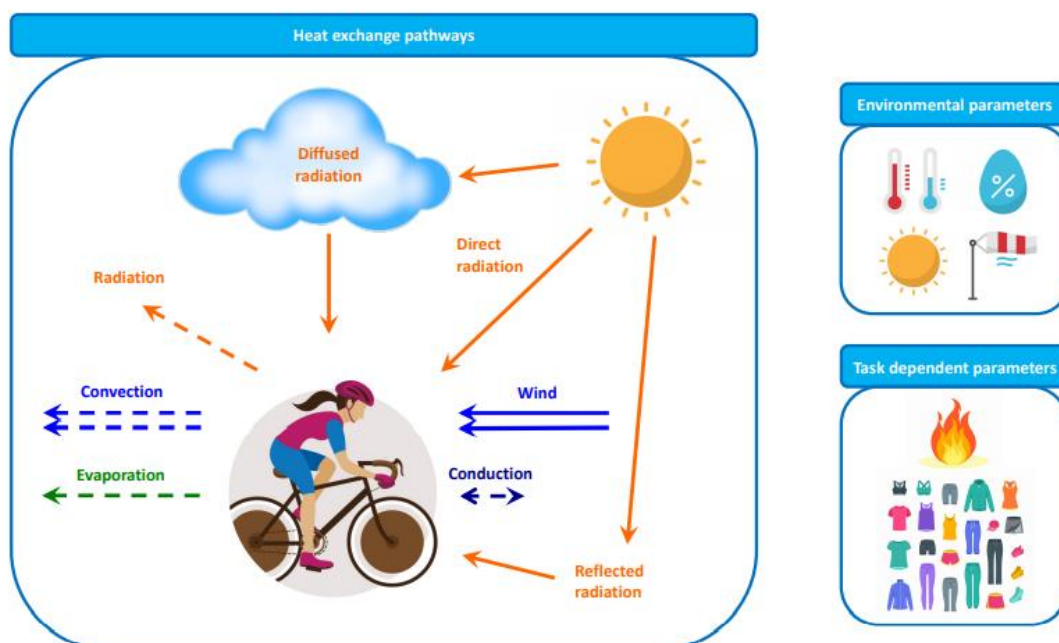 Heat exchange pathways
Diffused
radiation
Direct
radiation
Radiation
Convection
Wind
Evaporation
Conduction
Reflected
radiation
Environmental parameters
%
Task dependent parameters